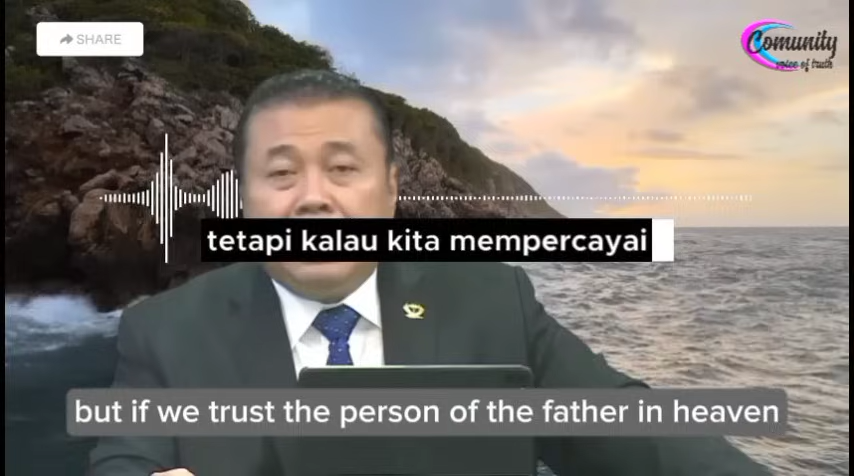 SHARE
Comunity
voice of truth
tetapi kalau kita mempercayai
but if we trust the person of the father in heaven